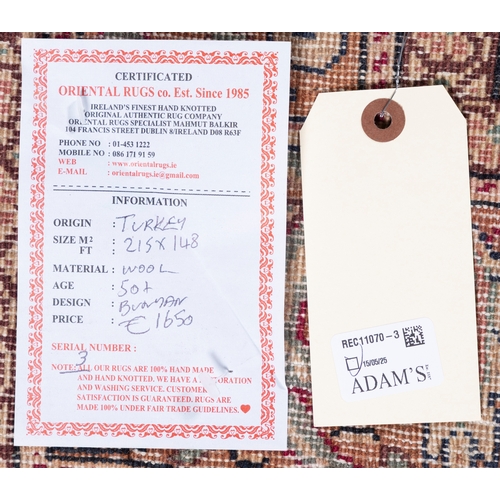 CERTIFICATED
ORIENTAL RUGS co. Est. Since 1985
IRELAND'S FINEST HAND KNOTTED
ORIGINAL AUTHENTIC RUG COMPANY
ORIENTAL RUGS SPECIALIST MAHMUT BALKIR
104 FRANCIS STREET DUBLIN 8/IRELAND D08 R63F
PHONE NO : 01-453 1222
MOBILE NO : 086 171 91 59
WEB : www.orientalrugs.ie
E-MAIL : orientalrugs.ie@gmail.com
INFORMATION
ORIGIN : TURKEY
SIZE M² : 215 X 148
FT :
MATERIAL : WOOL
AGE : 50+
DESIGN :
PRICE : € 1650
SERIAL NUMBER :
3
NOTE: ALL OUR RUGS ARE 100% HAND MADE
AND HAND KNOTTED. WE HAVE A RATION
AND WASHING SERVICE. CUSTOMER
SATISFACTION IS GUARANTEED. RUGS ARE
MADE 100% UNDER FAIR TRADE GUIDELINES.
REC11070-3
15/05/25
ADAM'S